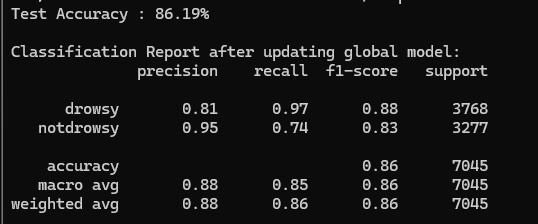 Test Accuracy : 86.19%
Classification Report after updating global model:
precision recall f1-score support
drowsy 0.81 0.97 0.88 3768
notdrowsy 0.95 0.74 0.83 3277
accuracy 0.86 7045
macro avg 0.88 0.85 0.86 7045
weighted avg 0.88 0.86 0.86 7045